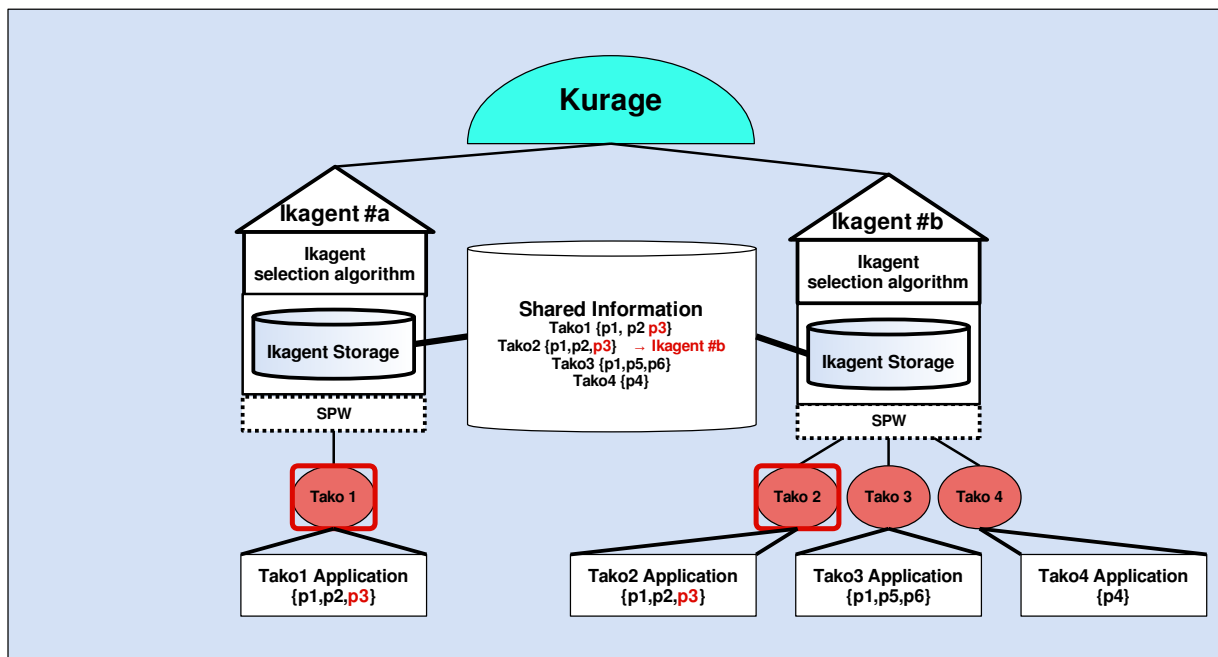 Kurage
Ikagent #a
Ikagent
selection algorithm
Ikagent Storage
SPW
Tako 1
Tako1 Application
{p1,p2,p3}
Shared Information
Tako1 {p1, p2 p3}
Tako2 {p1,p2,p3} → Ikagent #b
Tako3 {p1,p5,p6}
Tako4 {p4}
Ikagent #b
Ikagent
selection algorithm
Ikagent Storage
SPW
Tako 2
Tako 3
Tako 4
Tako2 Application
{p1,p2,p3}
Tako3 Application
{p1,p5,p6}
Tako4 Application
{p4}